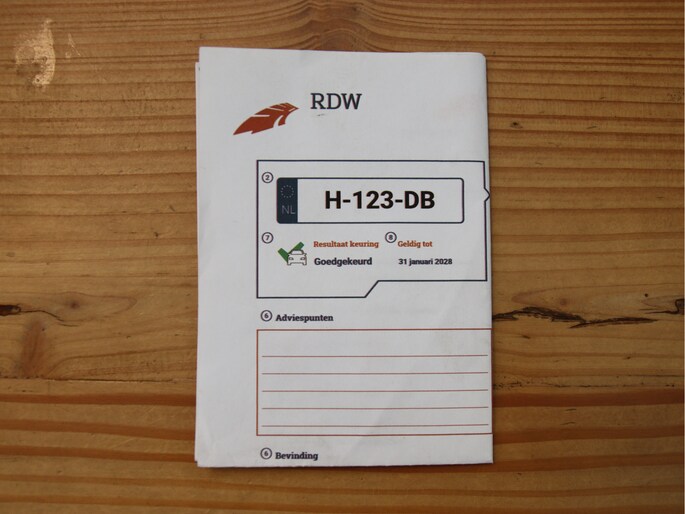 RDW
2
NL
H-123-DB
7 Resultaat keuring 8 Geldig tot
Goedgekeurd 31 januari 2028
6 Adviespunten
6 Bevinding